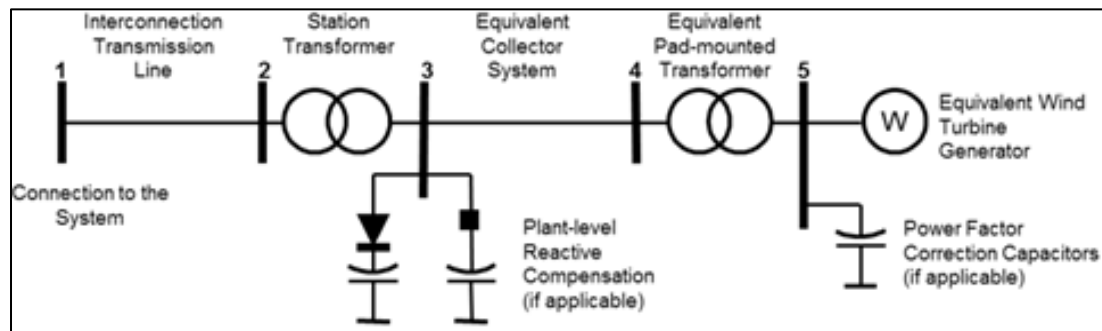 Interconnection
Transmission
Line
Station
Transformer
Equivalent
Collector
System
Equivalent
Pad-mounted
Transformer
1
2
3
4
5
W
Equivalent Wind
Turbine
Generator
Connection to the
System
Plant-level
Reactive
Compensation
(if applicable)
Power Factor
Correction Capacitors
(if applicable)